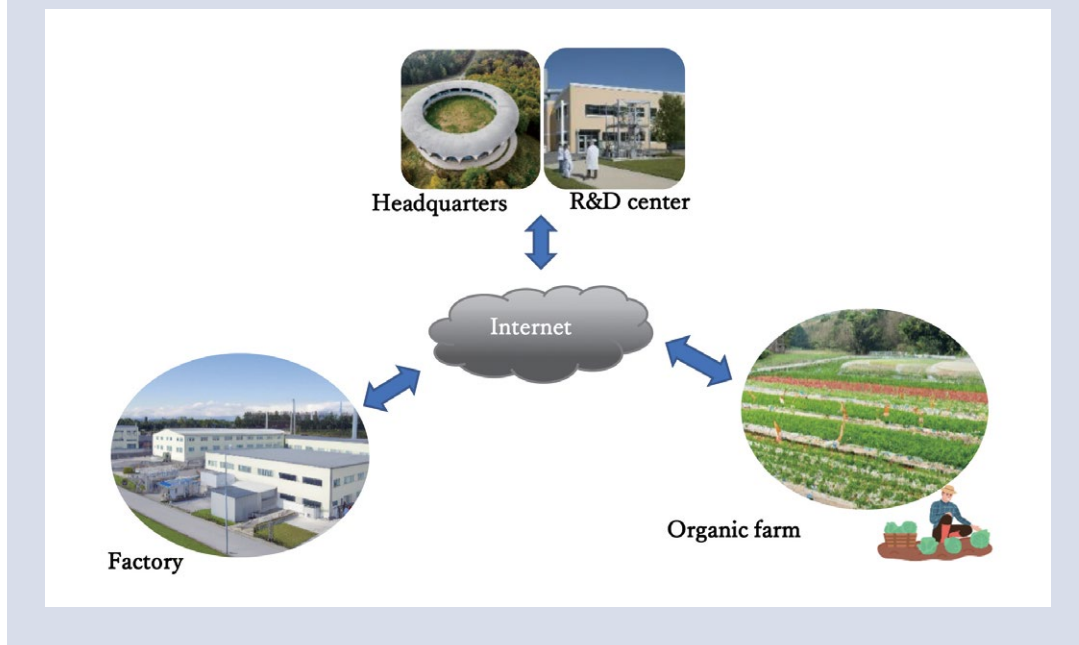 Headquarters
R&D center
Internet
Factory
Organic farm